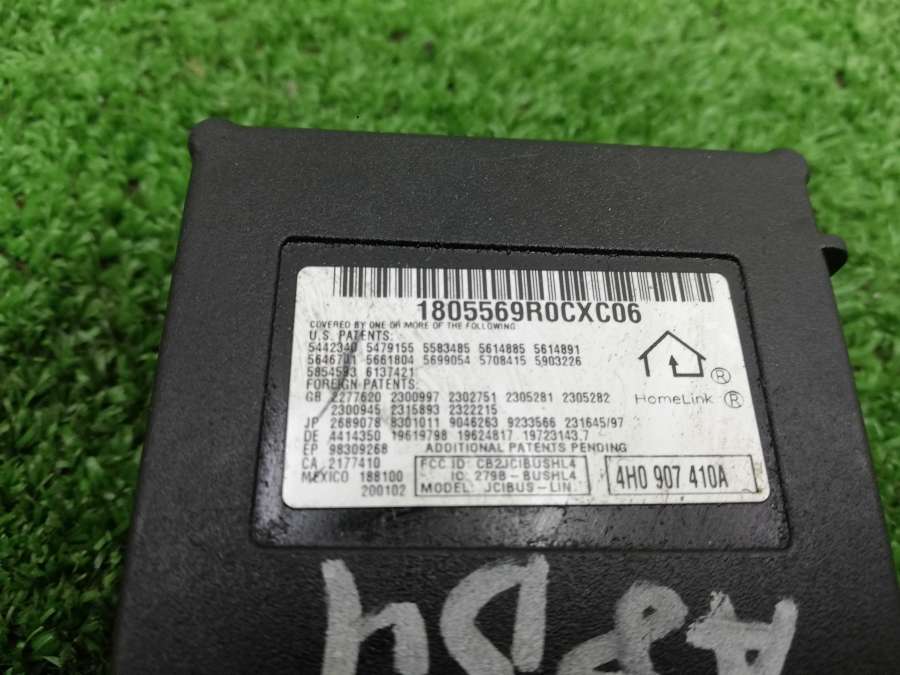 1805569R0CXC06
COVERED BY ONE OR MORE OF THE FOLLOWING
U.S. PATENTS:
5442340 5479155 5583485 5614885 5614891
5646701 5661804 5699054 5708415 5903226
5854593 6137421
FOREIGN PATENTS:
GB 2277620 2300997 2302751 2305281 2305282
2300945 2315893 2322215
JP 2689078 8301011 9046263 9233566 231645/97
DE 4414350 19619798 19624817 19723143.7
EP 98309268 ADDITIONAL PATENTS PENDING
CA 2177410
MEXICO 188100
200102
FCC ID: CB2JCIBUSHL4
IC: 279B-BUSHL4
MODEL: JCIBUS-LIN
HomeLink ®
®
4H0 907 410A
A8 D4